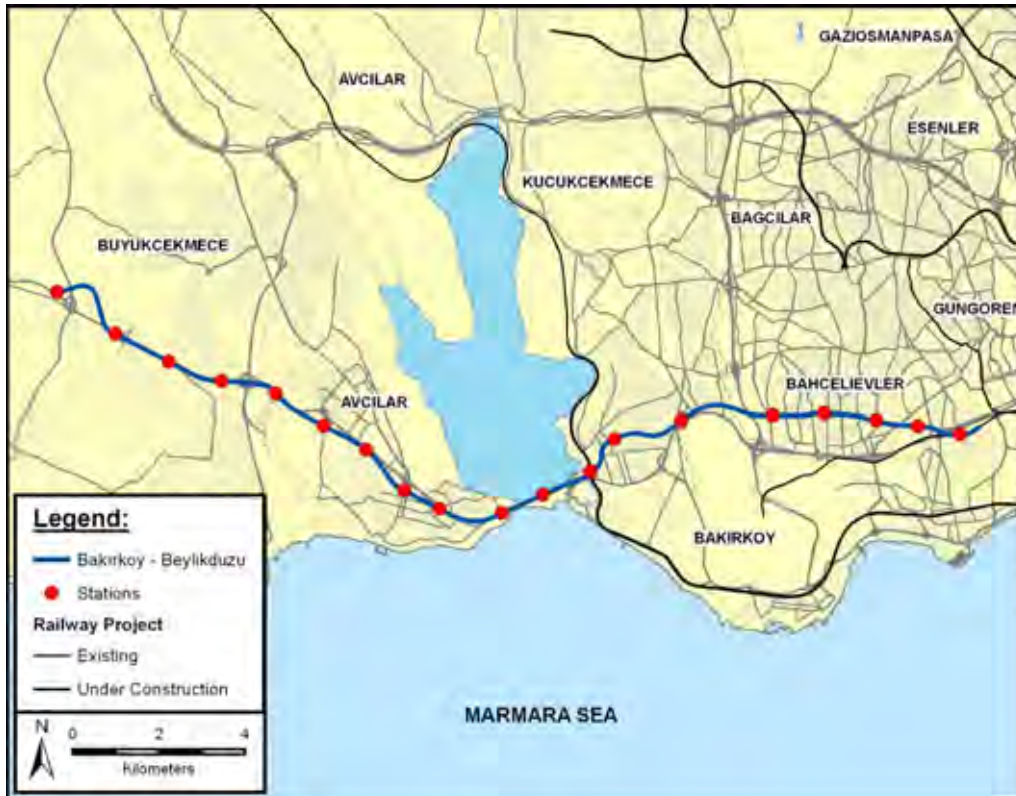 GAZIOSMANPASA
AVCILAR
ESENLER
KUCUKCEKMECE
BAGCILAR
BUYUKCEKMECE
GUNGOREN
BAHCELIEVLER
AVCILAR
BAKIRKOY
MARMARA SEA
Legend:
Bakırkoy - Beylikduzu
Stations
Railway Project
Existing
Under Construction
N
0 2 4
Kilometers